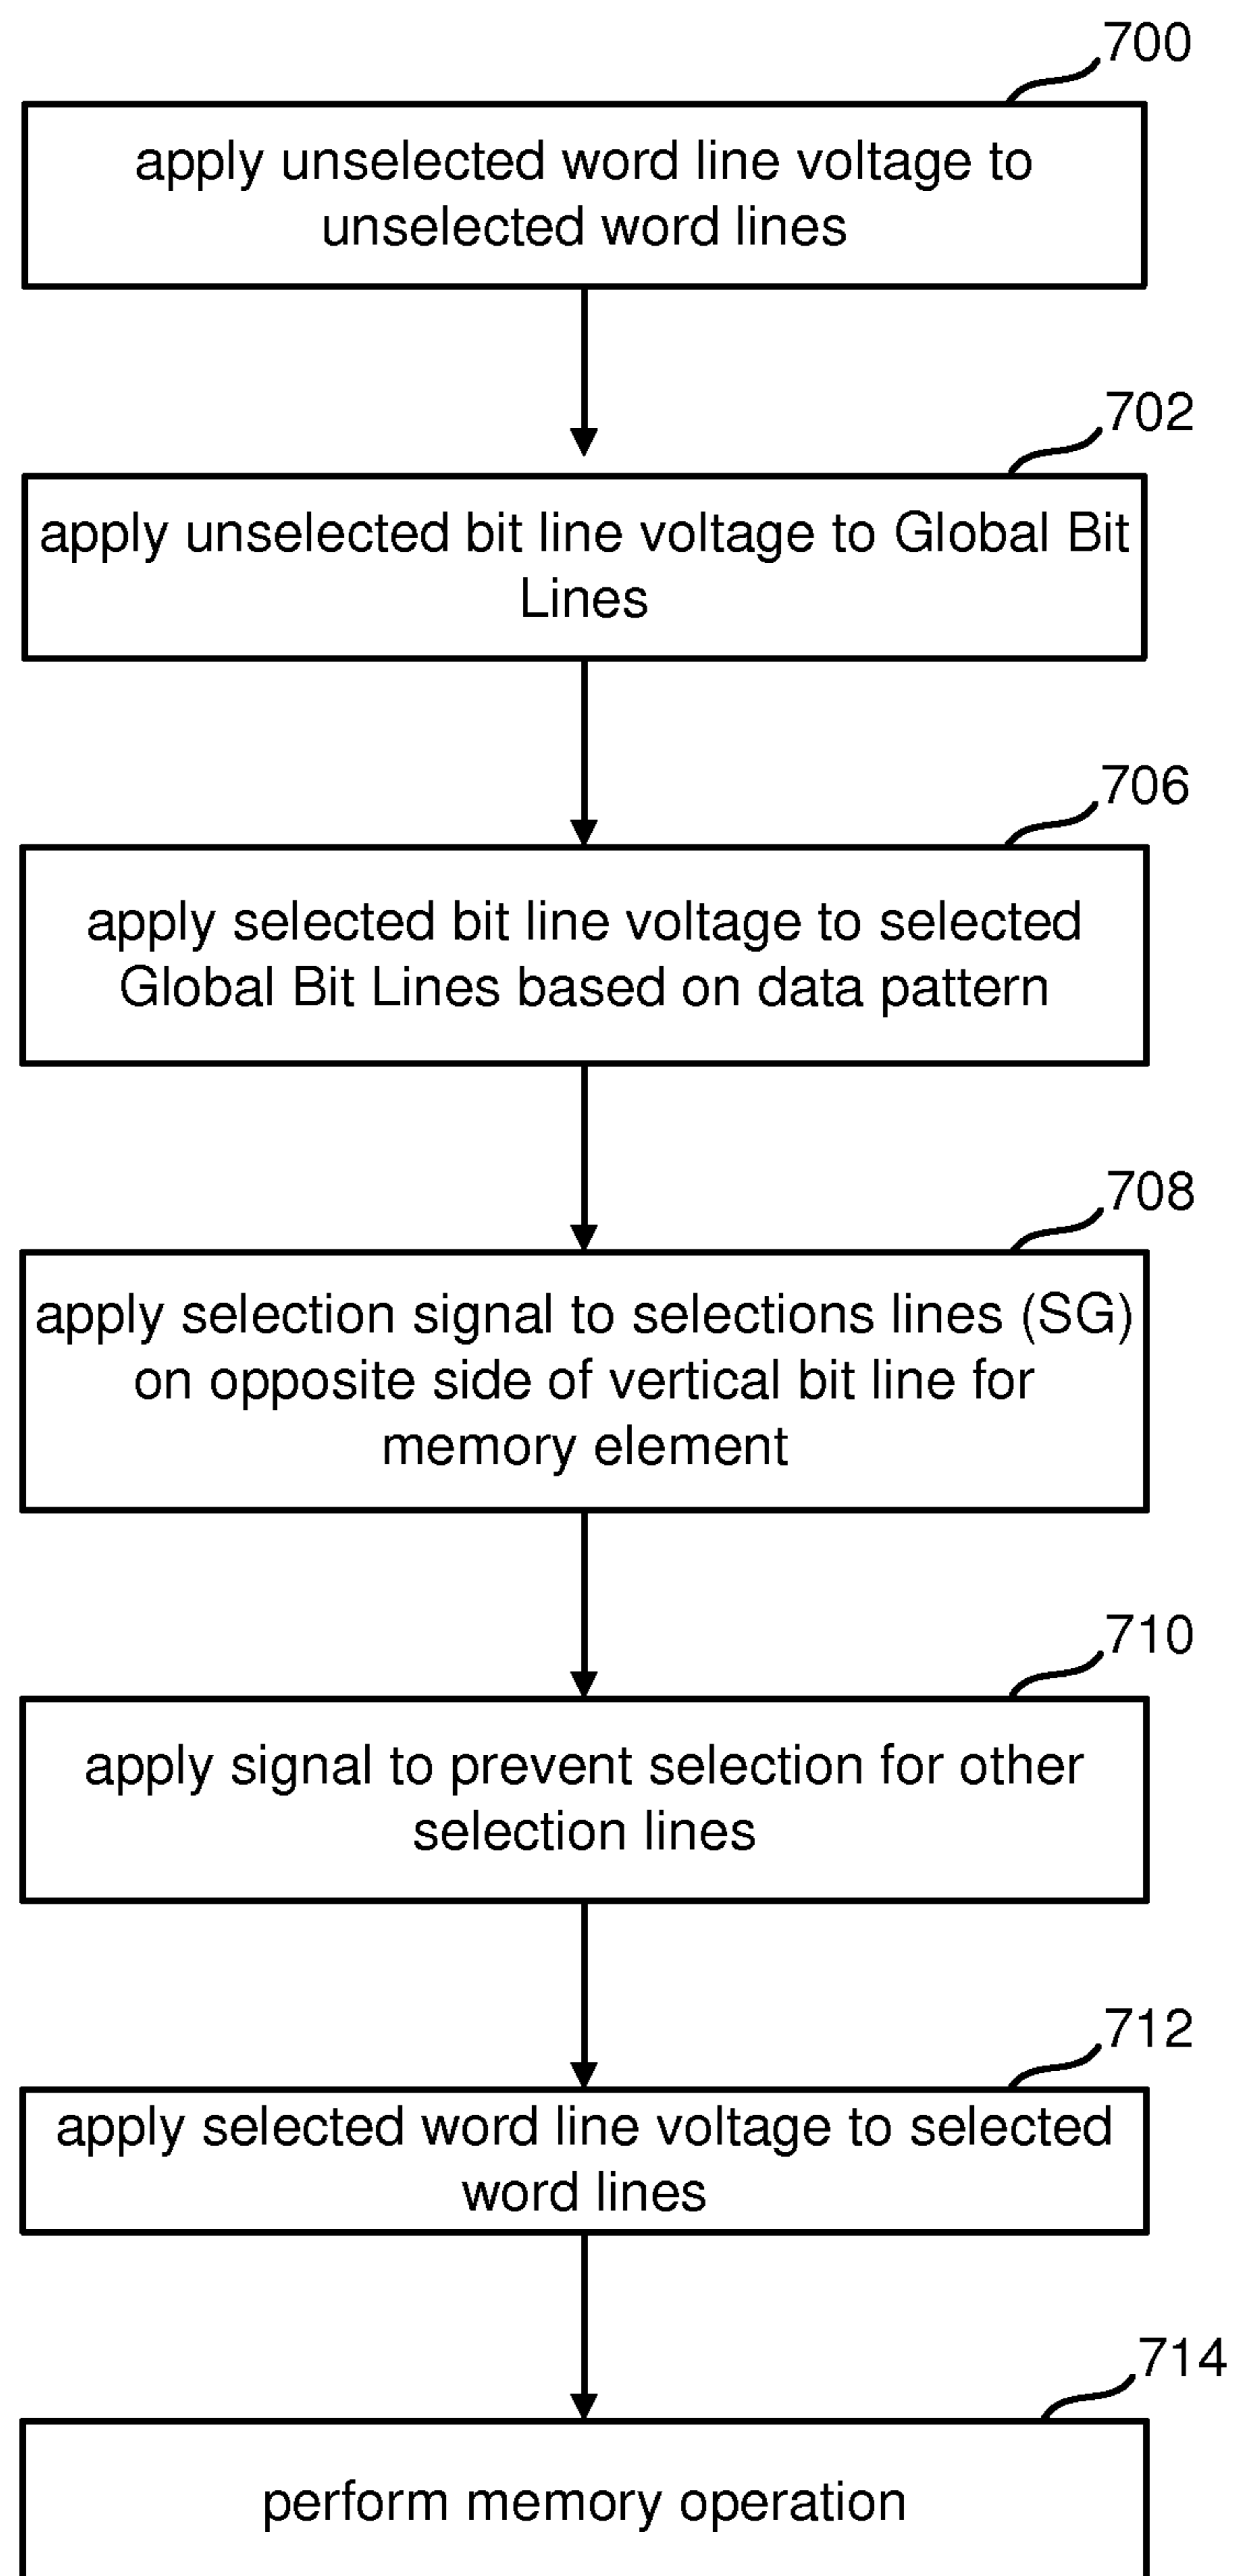 700
apply unselected word line voltage to
unselected word lines
702
apply unselected bit line voltage to Global Bit
Lines
706
apply selected bit line voltage to selected
Global Bit Lines based on data pattern
708
apply selection signal to selections lines (SG)
on opposite side of vertical bit line for
memory element
710
apply signal to prevent selection for other
selection lines
712
apply selected word line voltage to selected
word lines
714
perform memory operation